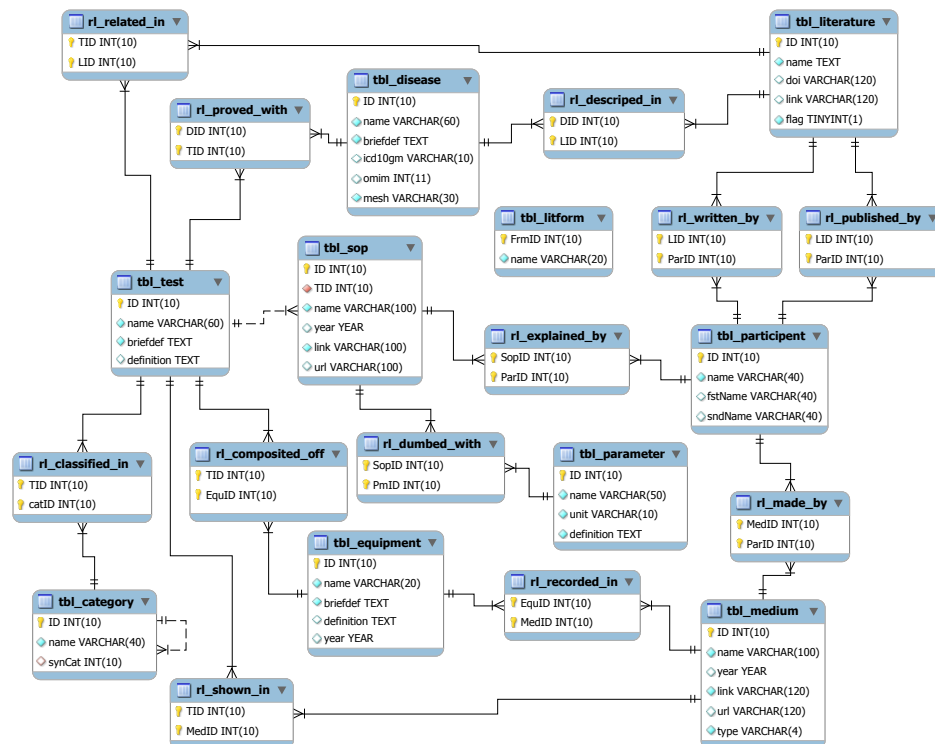 rl_related_in
TID INT(10)
LID INT(10)
tbl_literature
ID INT(10)
name TEXT
doi VARCHAR(120)
link VARCHAR(120)
flag TINYINT(1)
tbl_disease
ID INT(10)
name VARCHAR(60)
briefdef TEXT
icd10gm VARCHAR(10)
omim INT(11)
mesh VARCHAR(30)
rl_proved_with
DID INT(10)
TID INT(10)
rl_descriped_in
DID INT(10)
LID INT(10)
tbl_litform
FrmID INT(10)
name VARCHAR(20)
rl_written_by
LID INT(10)
ParID INT(10)
rl_published_by
LID INT(10)
ParID INT(10)
tbl_sop
ID INT(10)
TID INT(10)
name VARCHAR(100)
year YEAR
link VARCHAR(100)
url VARCHAR(100)
tbl_test
ID INT(10)
name VARCHAR(60)
briefdef TEXT
definition TEXT
rl_explained_by
SopID INT(10)
ParID INT(10)
tbl_participent
ID INT(10)
name VARCHAR(40)
fstName VARCHAR(40)
sndName VARCHAR(40)
rl_classified_in
TID INT(10)
catID INT(10)
rl_composited_off
TID INT(10)
EquID INT(10)
rl_dumbed_with
SopID INT(10)
PmID INT(10)
tbl_parameter
ID INT(10)
name VARCHAR(50)
unit VARCHAR(10)
definition TEXT
rl_made_by
MedID INT(10)
ParID INT(10)
tbl_equipment
ID INT(10)
name VARCHAR(20)
briefdef TEXT
definition TEXT
year YEAR
rl_recorded_in
EquID INT(10)
MedID INT(10)
tbl_category
ID INT(10)
name VARCHAR(40)
synCat INT(10)
tbl_medium
ID INT(10)
name VARCHAR(100)
year YEAR
link VARCHAR(120)
url VARCHAR(120)
type VARCHAR(4)
rl_shown_in
TID INT(10)
MedID INT(10)